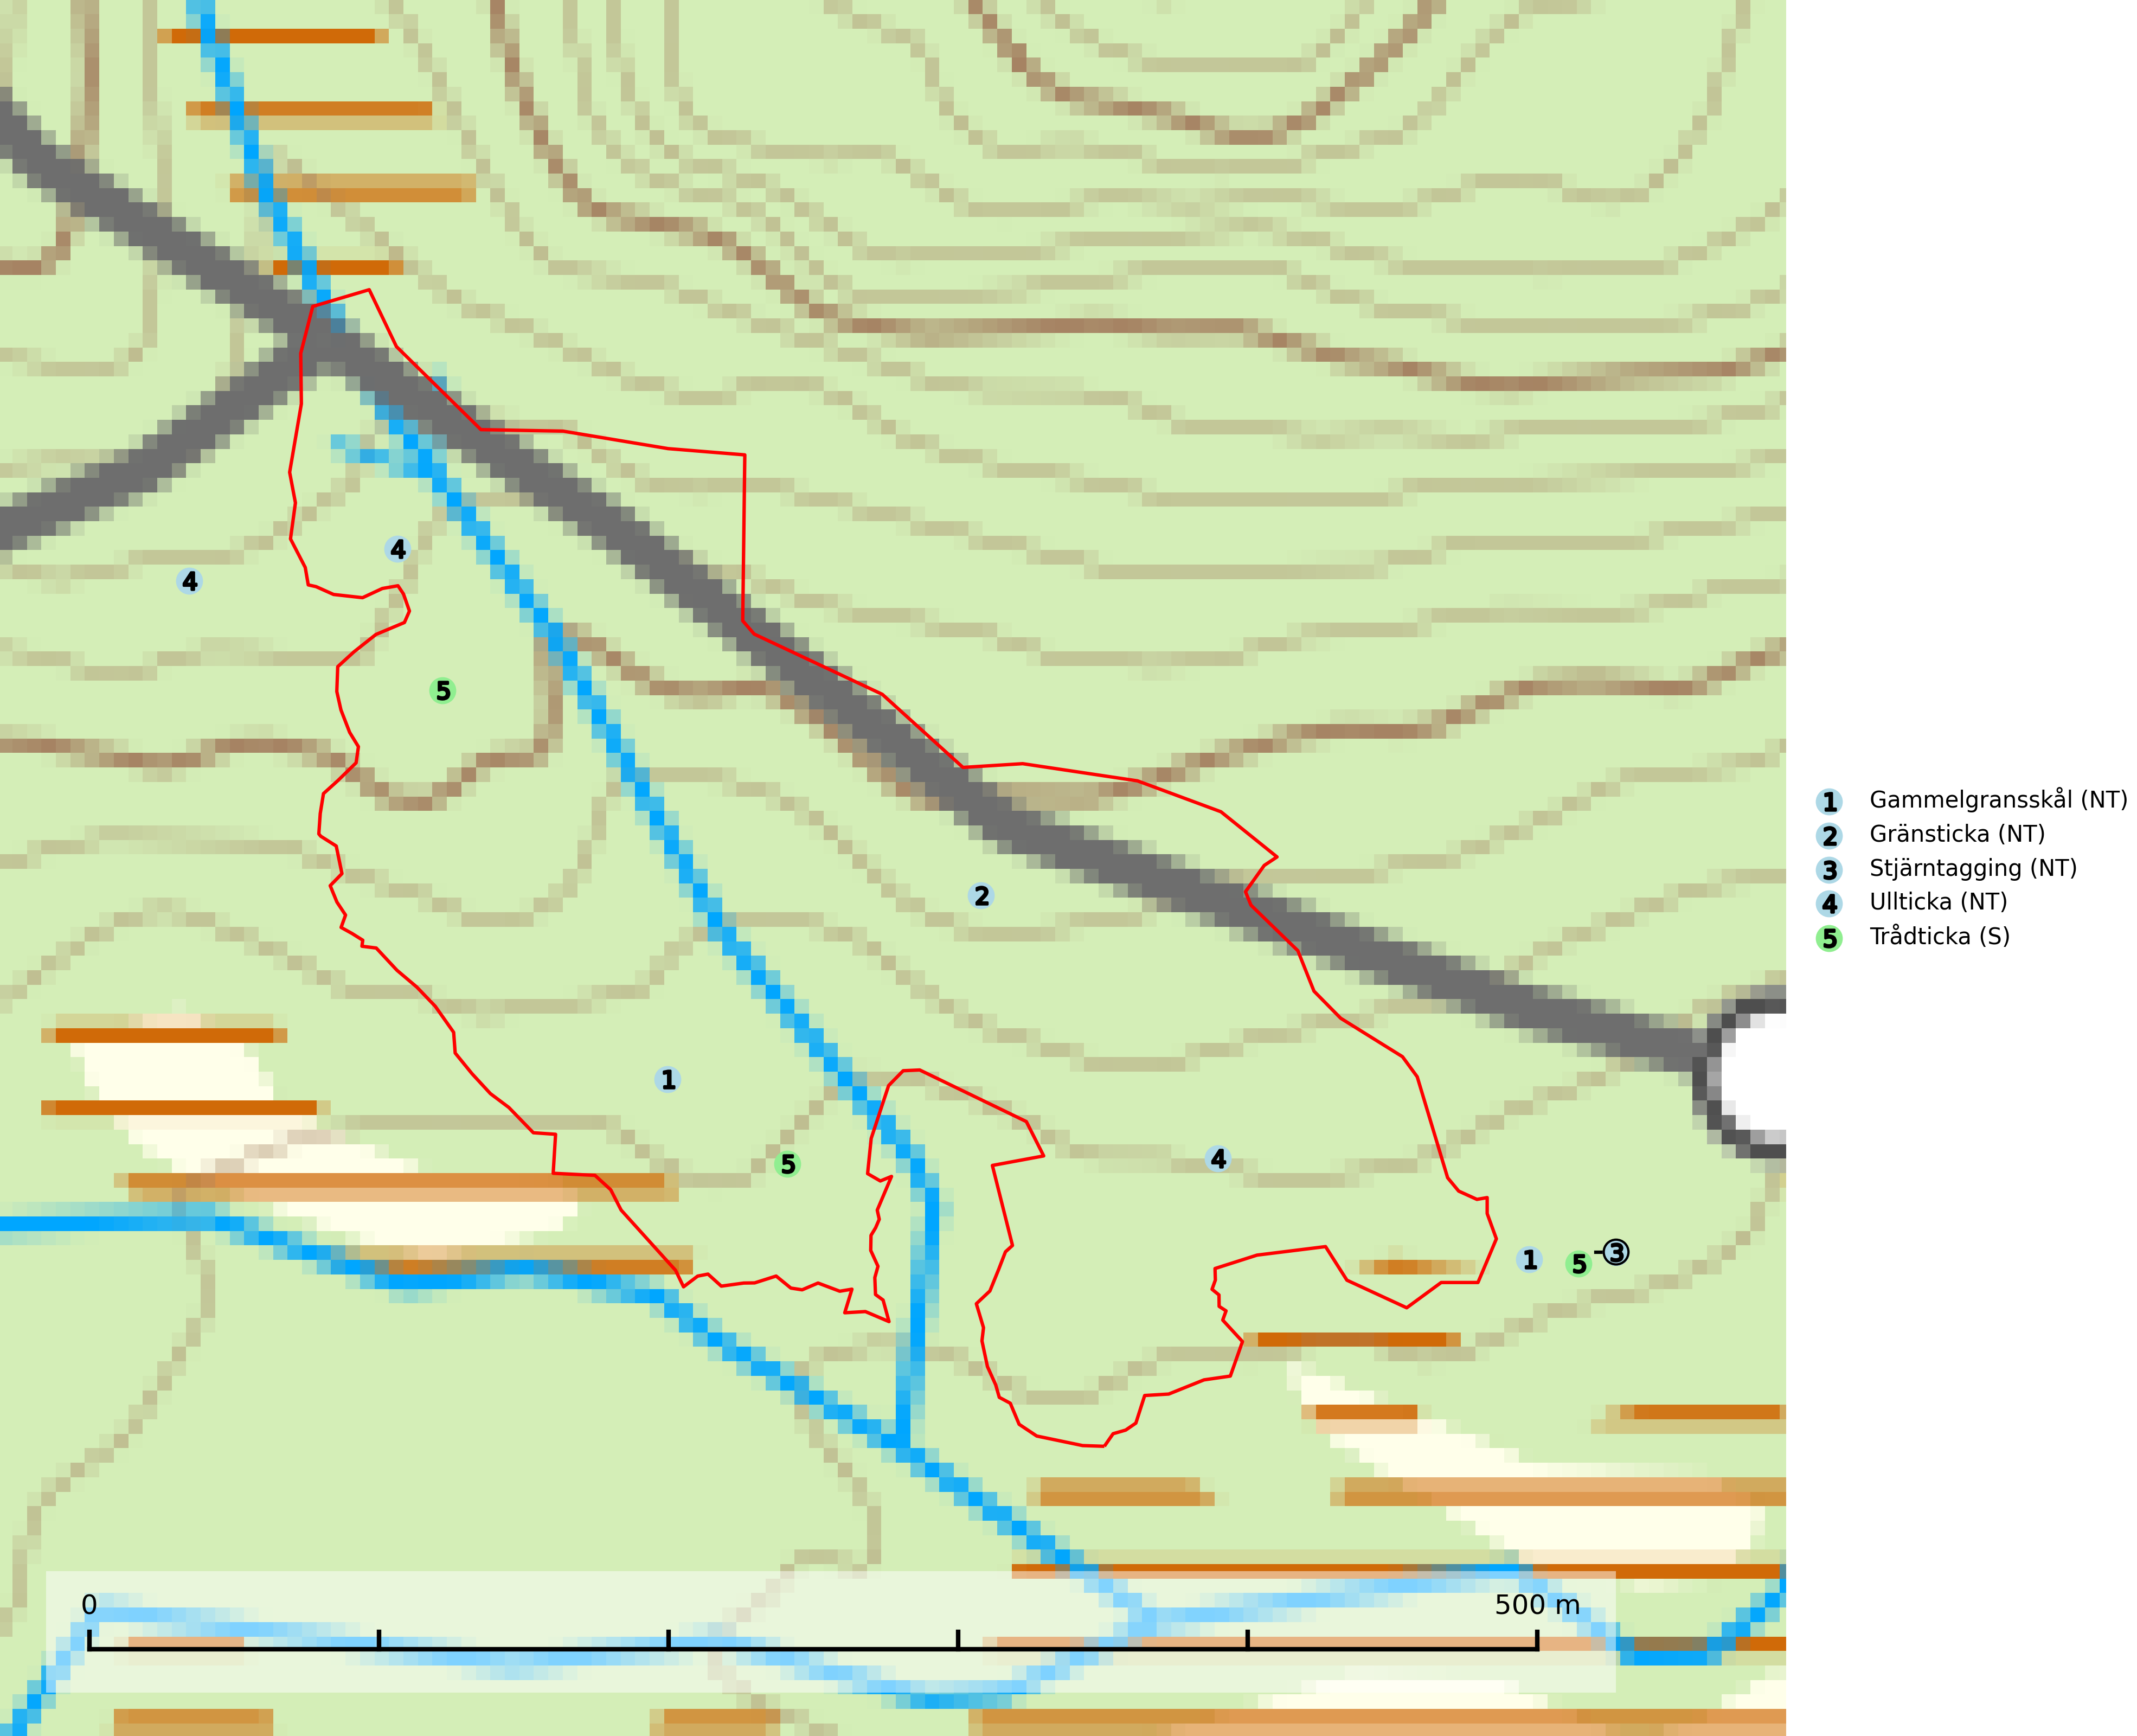 4
4
5
2
1
5
4
1
5
3
1 Gammelgransskål (NT)
2 Gränsticka (NT)
3 Stjärntagging (NT)
4 Ullticka (NT)
5 Trådticka (S)
0 500 m